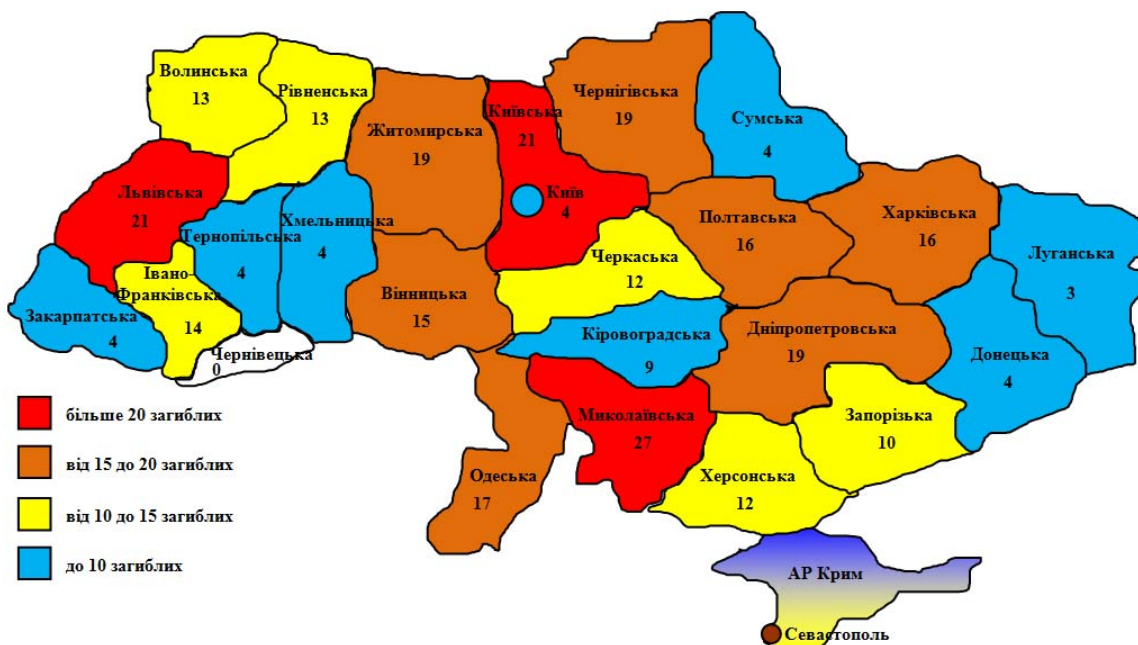 Волинська
13
Рівненська
13
Житомирська
19
Київська
21
Київ
4
Чернігівська
19
Сумська
4
Львівська
21
Тернопільська
4
Хмельницька
4
Івано
Франківська
14
Закарпатська
4
Чернівецька
0
Вінницька
15
Черкаська
12
Полтавська
16
Харківська
16
Луганська
3
Кіровоградська
9
Дніпропетровська
19
Донецька
4
Миколаївська
27
Запорізька
10
Одеська
17
Херсонська
12
АР Крим
Севастополь
більше 20 загиблих
від 15 до 20 загиблих
від 10 до 15 загиблих
до 10 загиблих